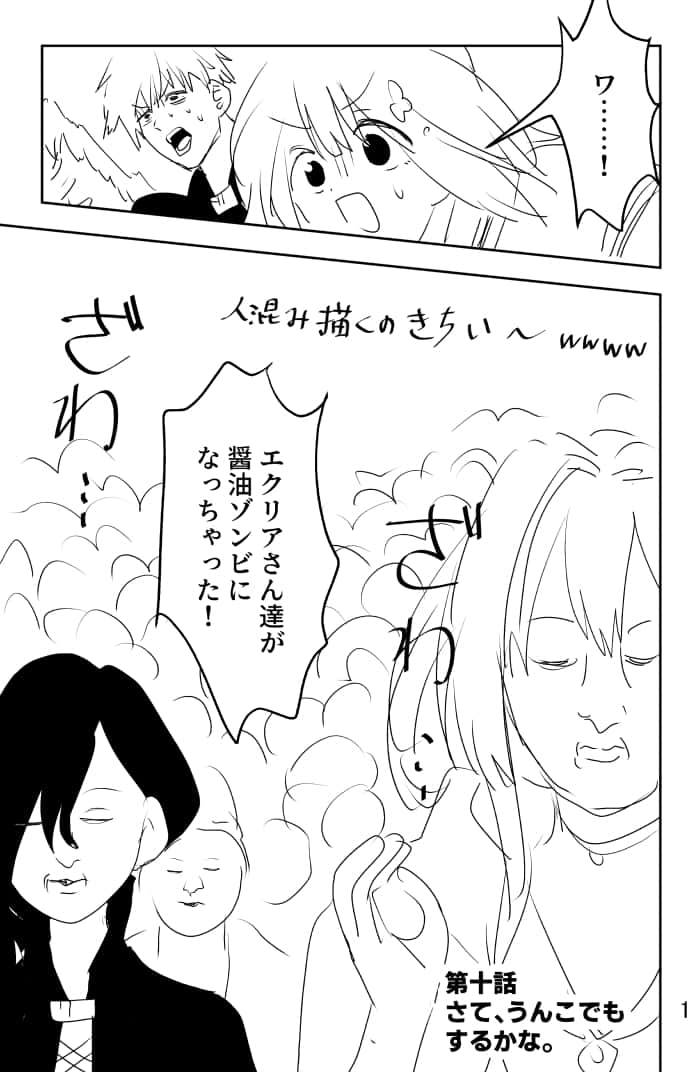 ワ……！
人混み描くのきちい〜wwww
ざわ…
エクリアさん達が
醤油ゾンビに
なっちゃった！
ざわ…
第十話
さて、うんこでも
するかな。
1